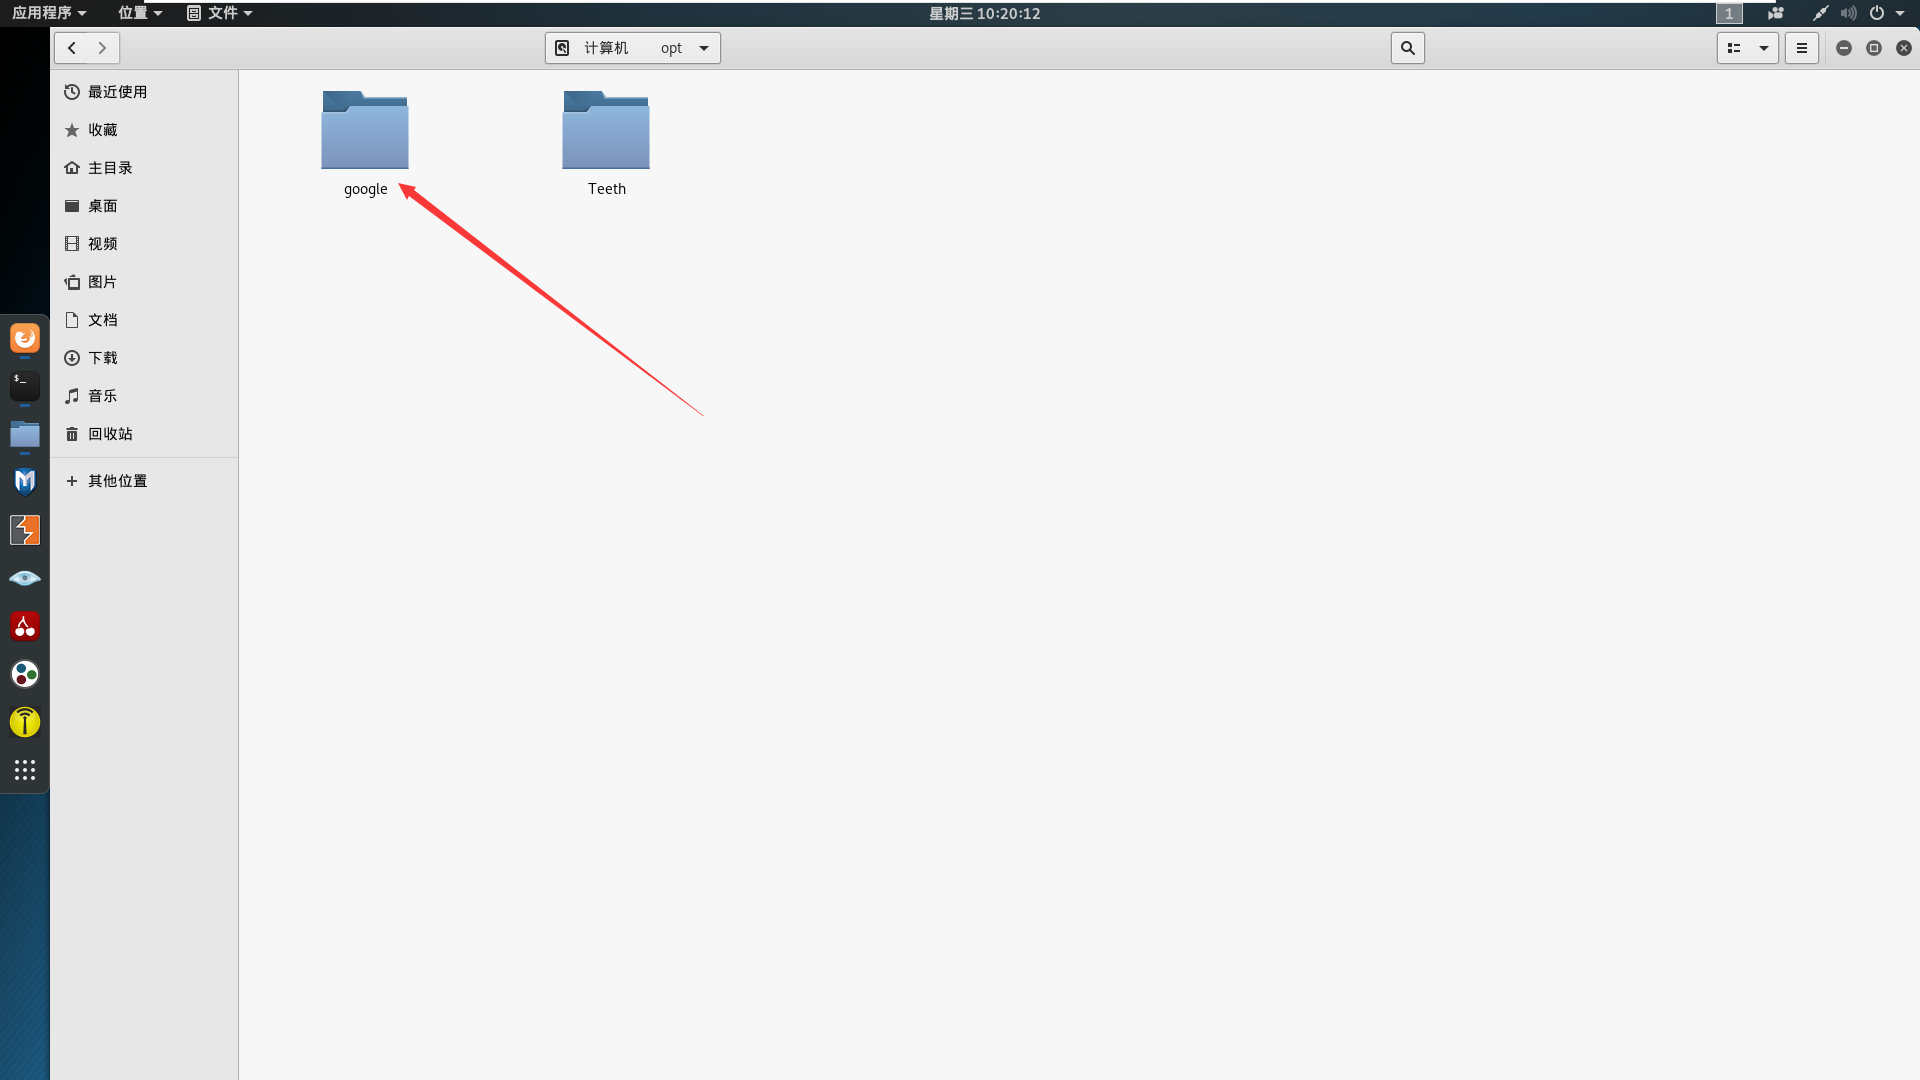 应用程序 位置 文件 星期三 10:20:12 1
计算机 opt
最近使用
收藏
主目录
桌面
视频
图片
文档
下载
音乐
回收站
其他位置
google Teeth
$_